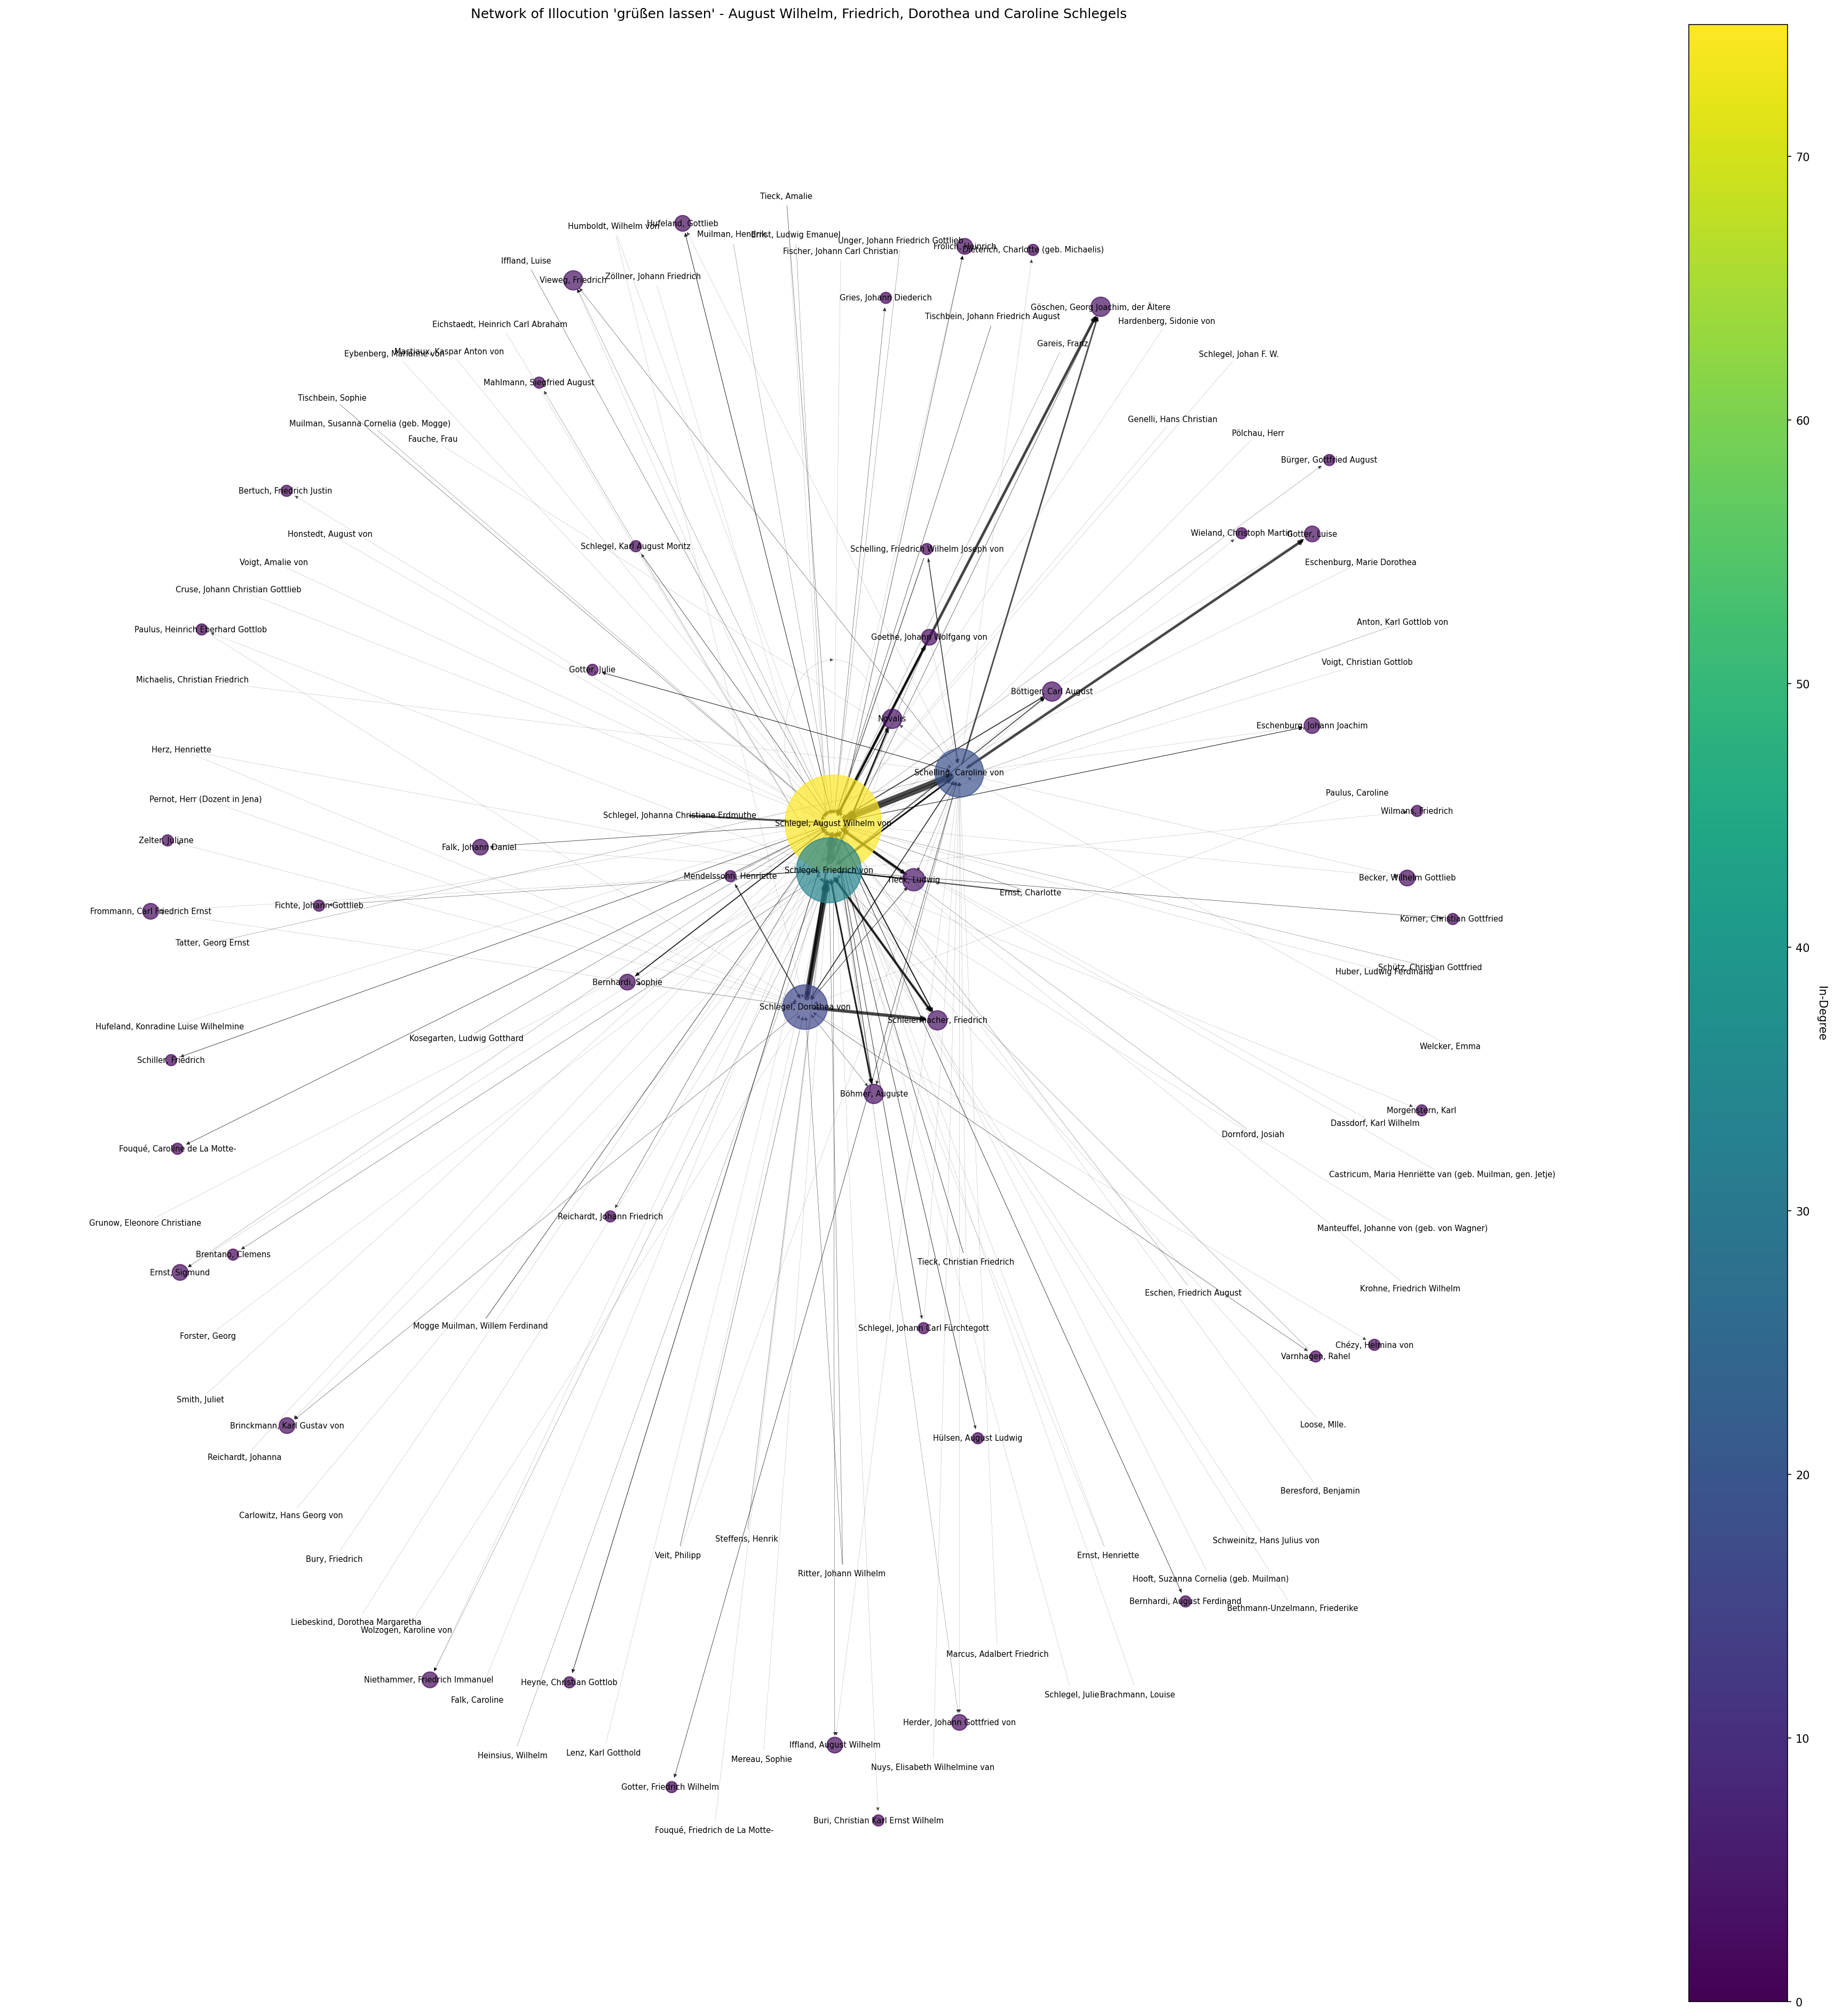 Network of Illocution 'grüßen lassen' - August Wilhelm, Friedrich, Dorothea und Caroline Schlegels
Tieck, Amalie
Humboldt, Wilhelm von
Hufeland, Gottlieb
Muilman, Hendrik
Ernst, Ludwig Emanuel
Unger, Johann Friedrich Gottlieb
Frölich, Heinrich
Dieterich, Charlotte (geb. Michaelis)
Fischer, Johann Carl Christian
Iffland, Luise
Vieweg, Friedrich
Zöllner, Johann Friedrich
Gries, Johann Diederich
Göschen, Georg Joachim, der Ältere
Tischbein, Johann Friedrich August
Hardenberg, Sidonie von
Eichstaedt, Heinrich Carl Abraham
Gareis, Franz
Eybenberg, Marianne von
Mastiaux, Kaspar Anton von
Schlegel, Johan F. W.
Mahlmann, Siegfried August
Tischbein, Sophie
Muilman, Susanna Cornelia (geb. Mogge)
Genelli, Hans Christian
Fauche, Frau
Pölchau, Herr
Bürger, Gottfried August
Bertuch, Friedrich Justin
Honstedt, August von
Wieland, Christoph Martin
Gotter, Luise
Schlegel, Karl August Moritz
Schelling, Friedrich Wilhelm Joseph von
Voigt, Amalie von
Eschenburg, Marie Dorothea
Cruse, Johann Christian Gottlieb
Anton, Karl Gottlob von
Paulus, Heinrich Eberhard Gottlob
Goethe, Johann Wolfgang von
Voigt, Christian Gottlob
Gotter, Julie
Michaelis, Christian Friedrich
Böttiger, Carl August
Novalis
Eschenburg, Johann Joachim
Herz, Henriette
Schelling, Caroline von
Paulus, Caroline
Pernot, Herr (Dozent in Jena)
Wilmans, Friedrich
Schlegel, Johanna Christiane Erdmuthe
Schlegel, August Wilhelm von
Zelter, Juliane
Falk, Johann Daniel
Schlegel, Friedrich von
Mendelssohn, Henriette
Tieck, Ludwig
Becker, Wilhelm Gottlieb
Ernst, Charlotte
Fichte, Johann Gottlieb
Frommann, Carl Friedrich Ernst
Körner, Christian Gottfried
Tatter, Georg Ernst
Schütz, Christian Gottfried
Huber, Ludwig Ferdinand
Bernhardi, Sophie
Schlegel, Dorothea von
Schleiermacher, Friedrich
Hufeland, Konradine Luise Wilhelmine
Kosegarten, Ludwig Gotthard
Welcker, Emma
Schiller, Friedrich
Böhmer, Auguste
Morgenstern, Karl
Dassdorf, Karl Wilhelm
Dornford, Josiah
Fouqué, Caroline de La Motte-
Castricum, Maria Henriëtte van (geb. Muilman, gen. Jetje)
Reichardt, Johann Friedrich
Grunow, Eleonore Christiane
Manteuffel, Johanne von (geb. von Wagner)
Brentano, Clemens
Tieck, Christian Friedrich
Ernst, Sigmund
Krohne, Friedrich Wilhelm
Eschen, Friedrich August
Mogge Muilman, Willem Ferdinand
Schlegel, Johann Carl Fürchtegott
Forster, Georg
Chézy, Helmina von
Varnhagen, Rahel
Smith, Juliet
Brinckmann, Karl Gustav von
Loose, Mlle.
Hülsen, August Ludwig
Reichardt, Johanna
Beresford, Benjamin
Carlowitz, Hans Georg von
Steffens, Henrik
Schweinitz, Hans Julius von
Bury, Friedrich
Veit, Philipp
Ernst, Henriette
Ritter, Johann Wilhelm
Hooft, Suzanna Cornelia (geb. Muilman)
Bernhardi, August Ferdinand
Bethmann-Unzelmann, Friederike
Liebeskind, Dorothea Margaretha
Wolzogen, Karoline von
Marcus, Adalbert Friedrich
Niethammer, Friedrich Immanuel
Heyne, Christian Gottlob
Falk, Caroline
Schlegel, Julie
Brachmann, Louise
Herder, Johann Gottfried von
Iffland, August Wilhelm
Heinsius, Wilhelm
Lenz, Karl Gotthold
Mereau, Sophie
Nuys, Elisabeth Wilhelmine van
Gotter, Friedrich Wilhelm
Buri, Christian Karl Ernst Wilhelm
Fouqué, Friedrich de La Motte-
70
60
50
40
30
20
10
0
In-Degree